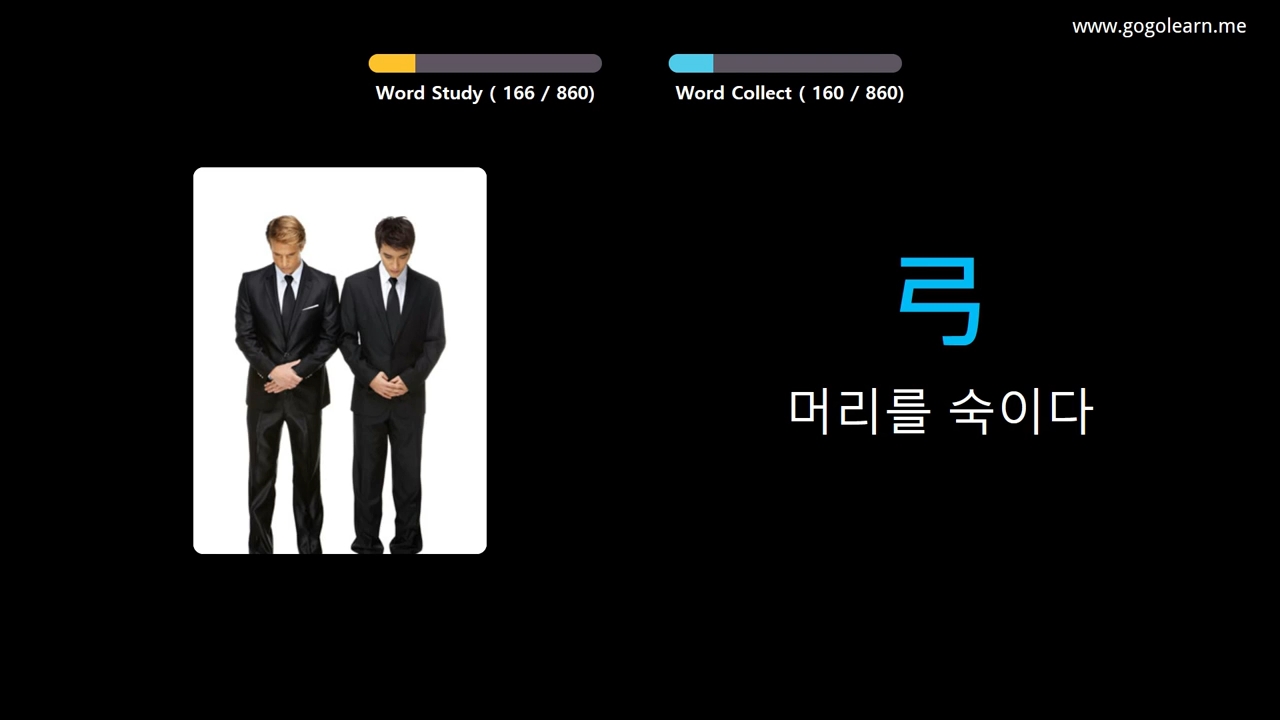 www.gogolearn.me
Word Study ( 166 / 860)
Word Collect ( 160 / 860)
弓
머리를 숙이다